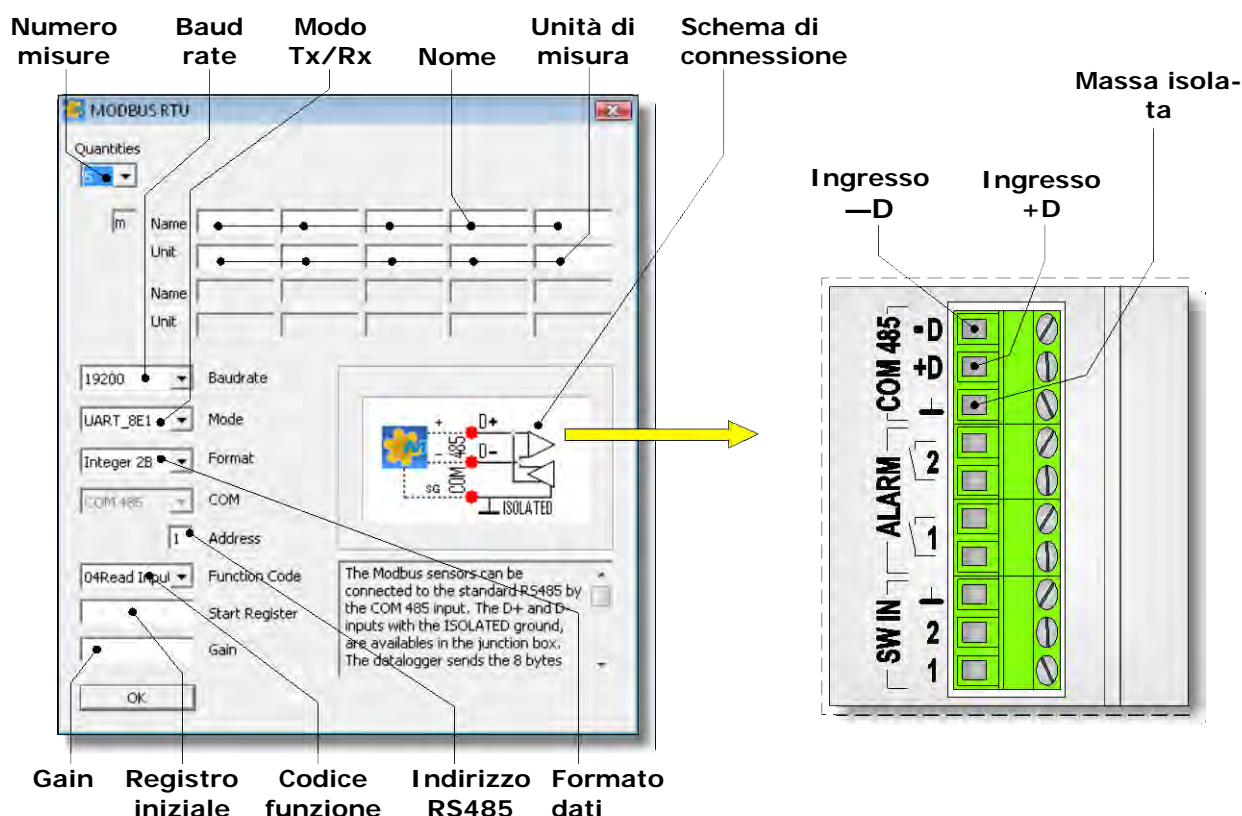 Numero misure
Baud rate
Modo Tx/Rx
Nome
Unità di misura
Schema di connessione
Massa isola-
ta
Ingresso —D
Ingresso +D
MODBUS RTU
Quantities
5
m
Name
Unit
Name
Unit
19200
Baudrate
UART_8E1
Mode
Integer 2B
Format
COM 485
COM
1
Address
04Read Input
Function Code
Start Register
Gain
OK
+
D+
-
D-
SG
COM 485
ISOLATED
The Modbus sensors can be
connected to the standard RS485 by
the COM 485 input. The D+ and D-
inputs with the ISOLATED ground,
are availables in the junction box.
The datalogger sends the 8 bytes
COM 485
-D
+D
ALARM
2
1
SW IN
2
1
Gain
Registro iniziale
Codice funzione
Indirizzo RS485
Formato dati